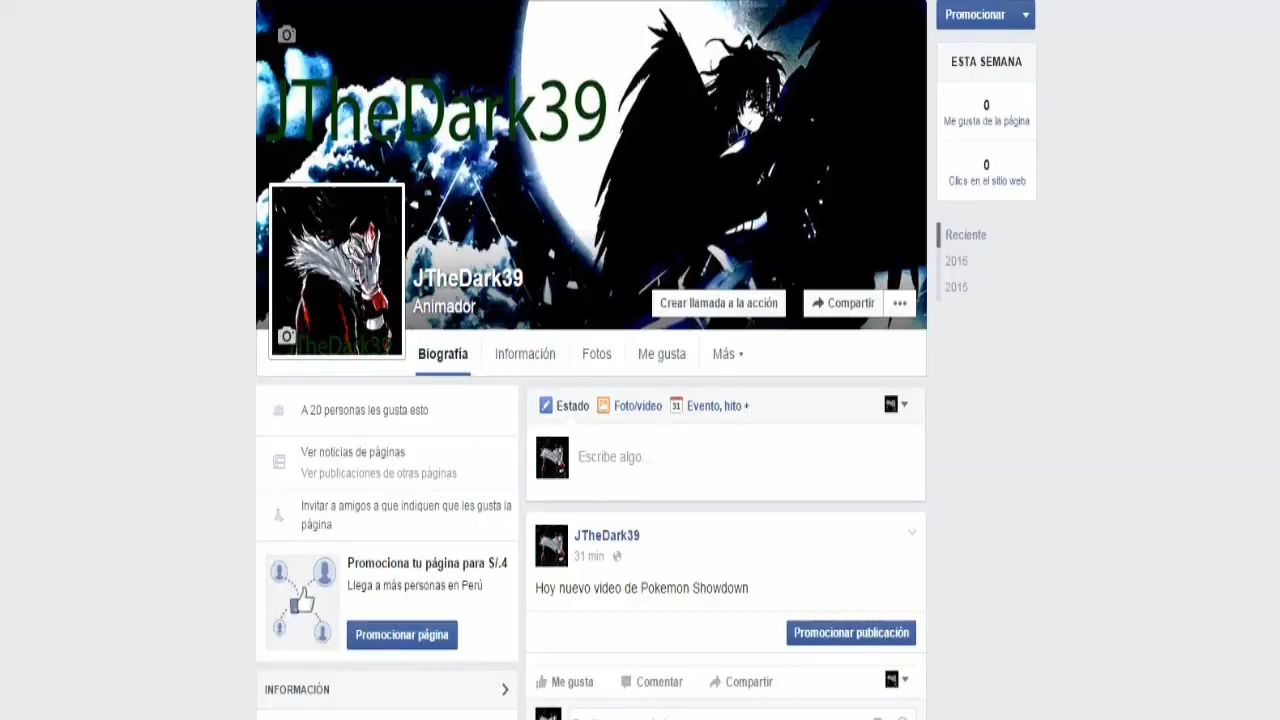 JTheDark39
JTheDark39
JTheDark39
Animador
Crear llamada a la acción
Compartir
Biografía
Información
Fotos
Me gusta
Más
Promocionar
ESTA SEMANA
0
Me gusta de la página
0
Clics en el sitio web
Reciente
2016
2015
A 20 personas les gusta esto
Ver noticias de páginas
Ver publicaciones de otras páginas
Invitar a amigos a que indiquen que les gusta la
página
Promociona tu página para S/.4
Llega a más personas en Perú
Promocionar página
INFORMACIÓN
Estado
Foto/video
31
Evento, hito +
Escribe algo...
JTheDark39
31 min
Hoy nuevo video de Pokemon Showdown
Promocionar publicación
Me gusta
Comentar
Compartir